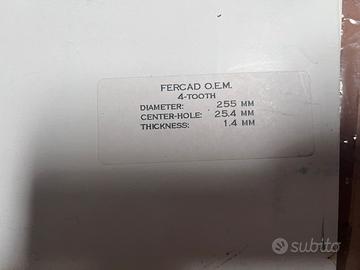 FERCAD O.E.M.
4-TOOTH
DIAMETER: 255 MM
CENTER-HOLE: 25.4 MM
THICKNESS: 1.4 MM
subito